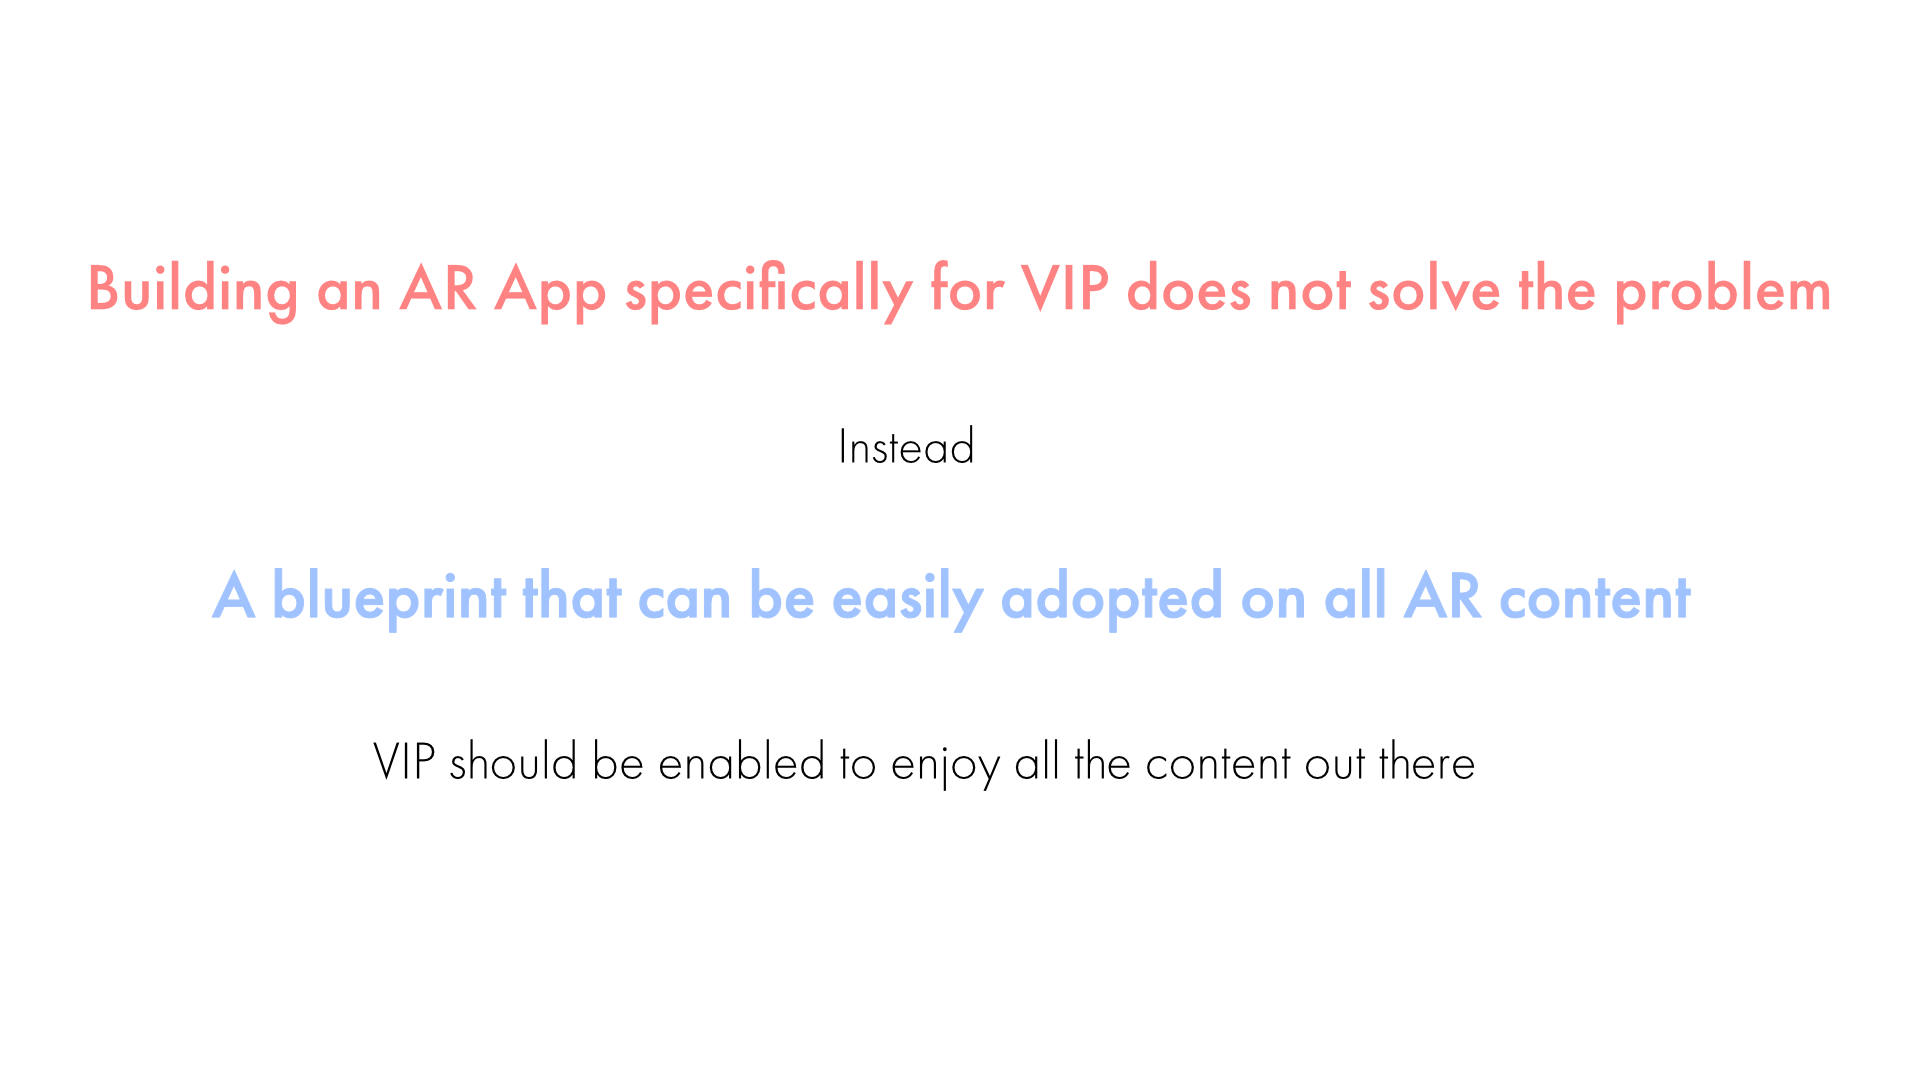 Building an AR App specifically for VIP does not solve the problem
Instead
A blueprint that can be easily adopted on all AR content
VIP should be enabled to enjoy all the content out there